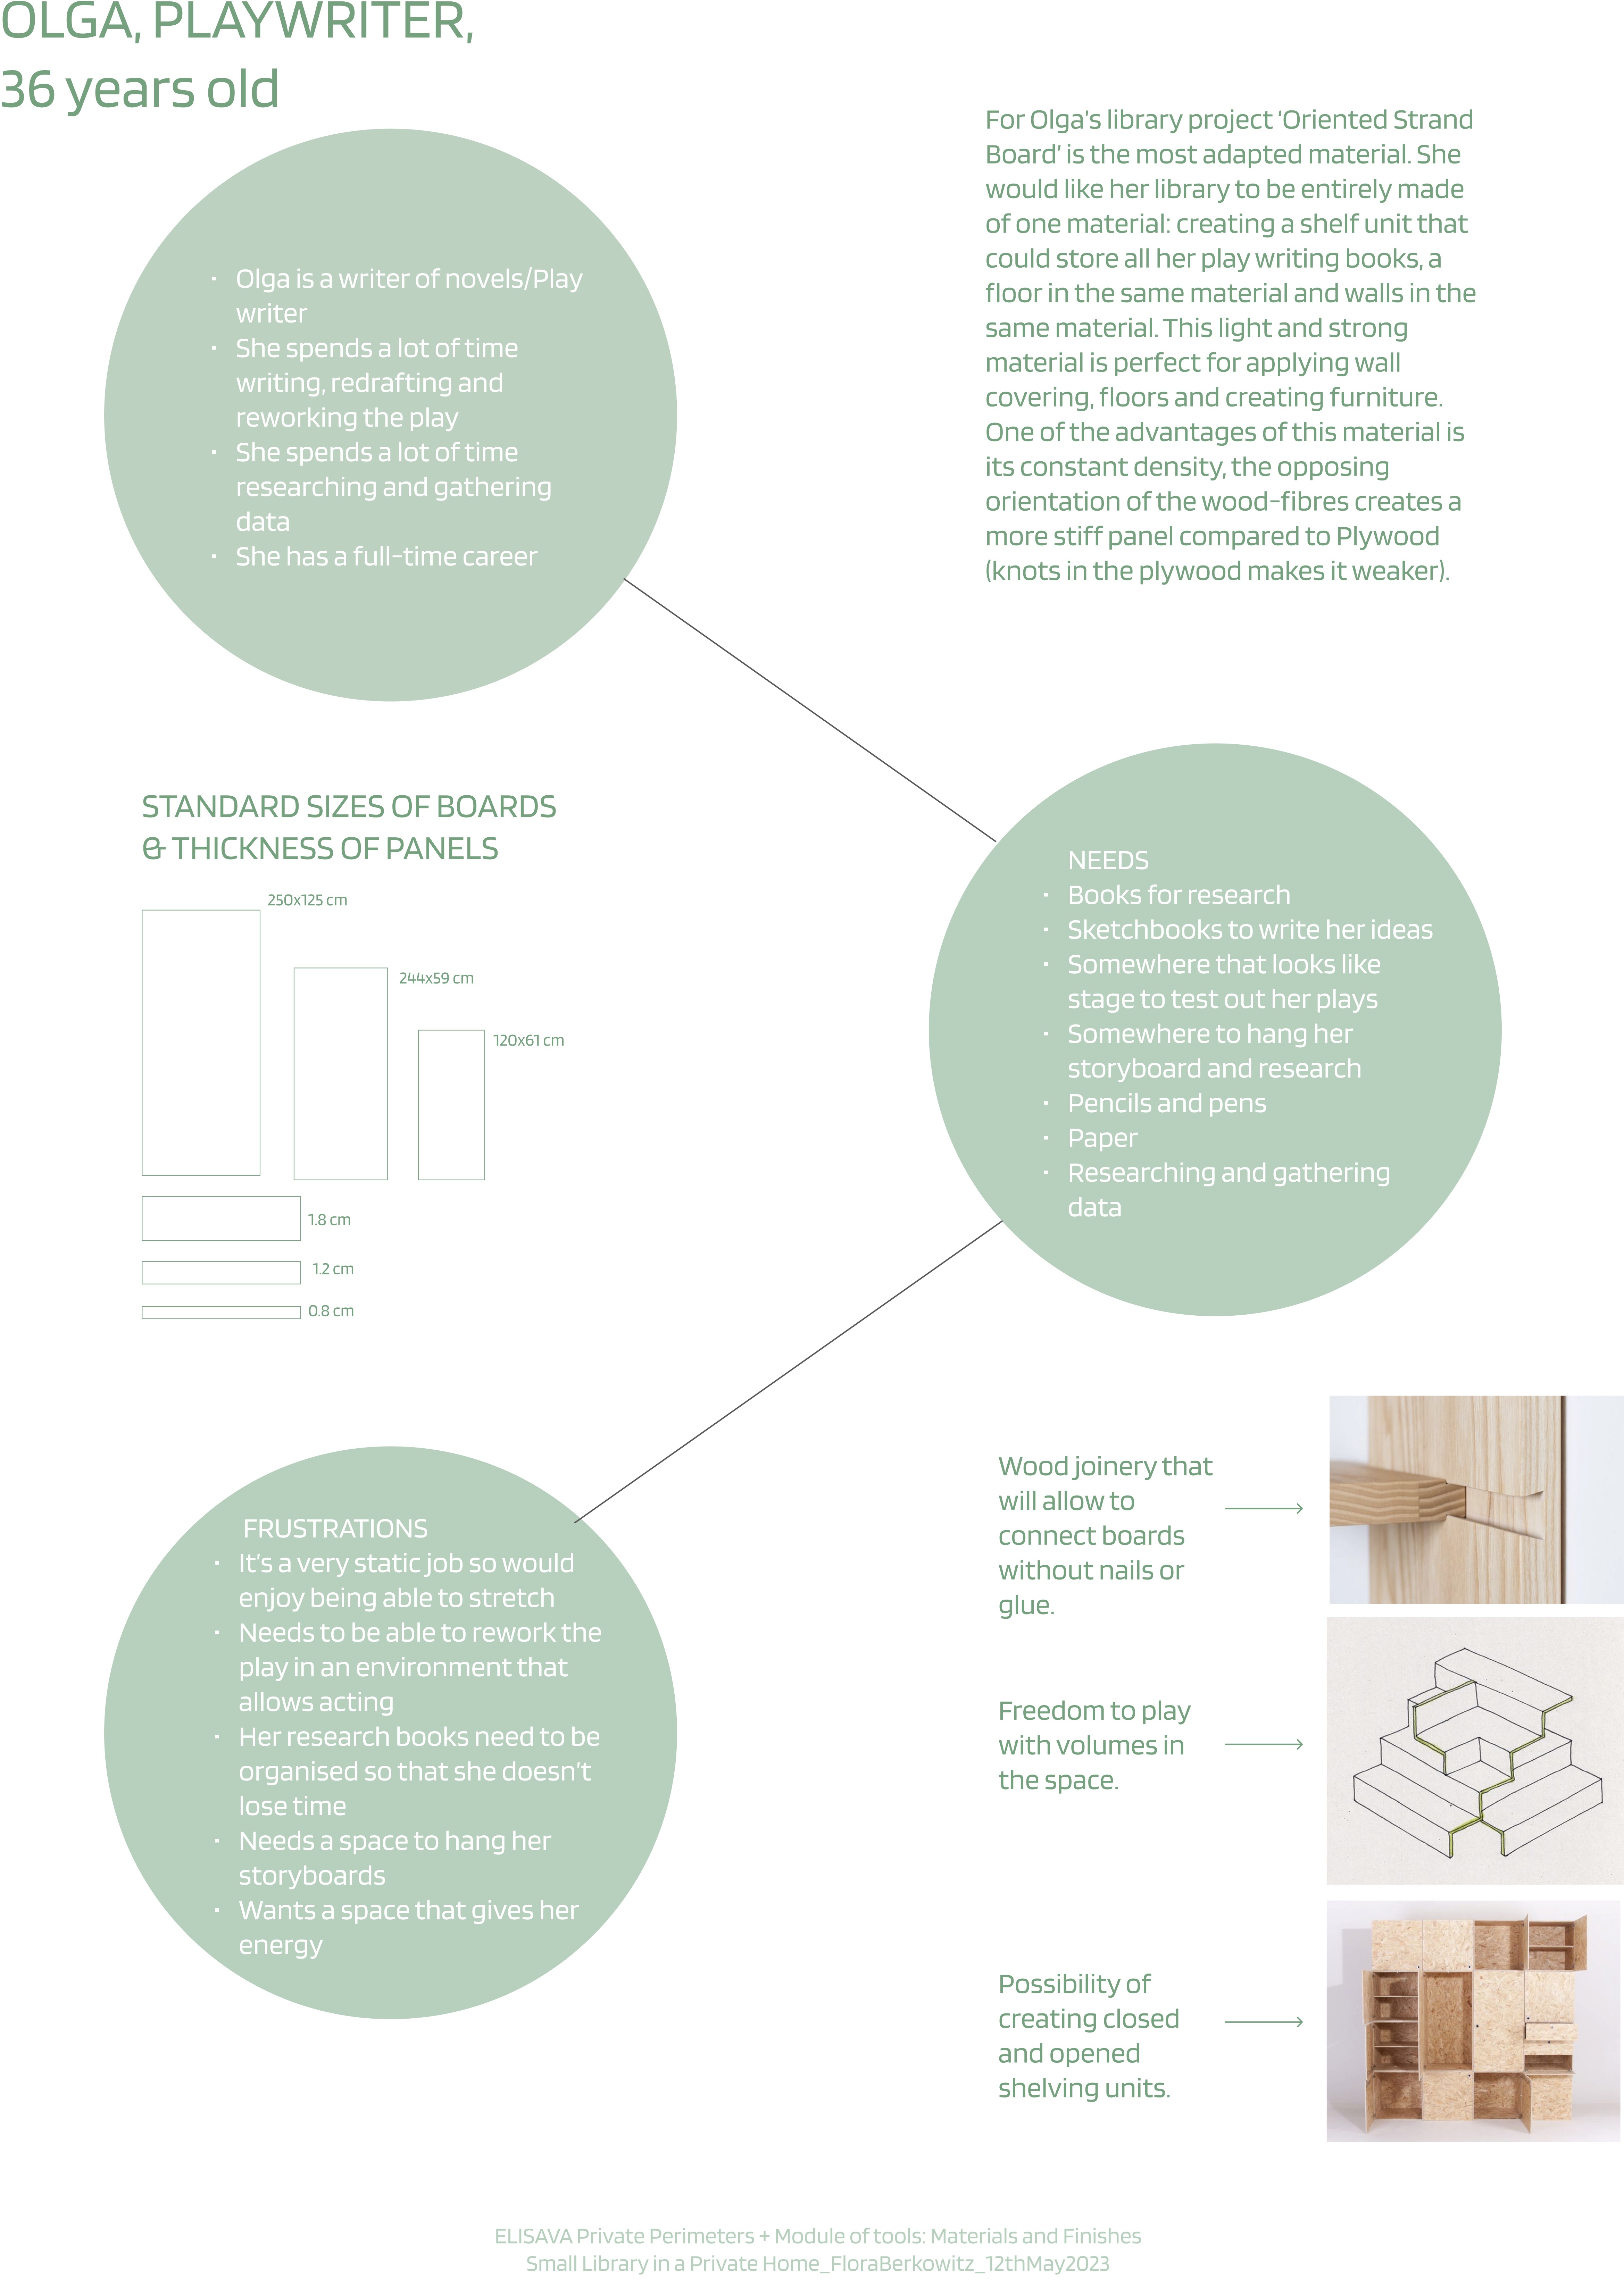 OLGA, PLAYWRITER,
36 years old
For Olga’s library project ‘Oriented Strand
Board’ is the most adapted material. She
would like her library to be entirely made
of one material: creating a shelf unit that
could store all her play writing books, a
floor in the same material and walls in the
same material. This light and strong
material is perfect for applying wall
covering, floors and creating furniture.
One of the advantages of this material is
its constant density, the opposing
orientation of the wood-fibres creates a
more stiff panel compared to Plywood
(knots in the plywood makes it weaker).
· Olga is a writer of novels/Play
writer
· She spends a lot of time
writing, redrafting and
reworking the play
· She spends a lot of time
researching and gathering
data
· She has a full-time career
STANDARD SIZES OF BOARDS
& THICKNESS OF PANELS
250x125 cm
244x59 cm
120x61 cm
1.8 cm
1.2 cm
0.8 cm
NEEDS
· Books for research
· Sketchbooks to write her ideas
· Somewhere that looks like
stage to test out her plays
· Somewhere to hang her
storyboard and research
· Pencils and pens
· Paper
· Researching and gathering
data
FRUSTRATIONS
· It’s a very static job so would
enjoy being able to stretch
· Needs to be able to rework the
play in an environment that
allows acting
· Her research books need to be
organised so that she doesn’t
lose time
· Needs a space to hang her
storyboards
· Wants a space that gives her
energy
Wood joinery that
will allow to
connect boards
without nails or
glue.
Freedom to play
with volumes in
the space.
Possibility of
creating closed
and opened
shelving units.
ELISAVA Private Perimeters + Module of tools: Materials and Finishes
Small Library in a Private Home_FloraBerkowitz_12thMay2023